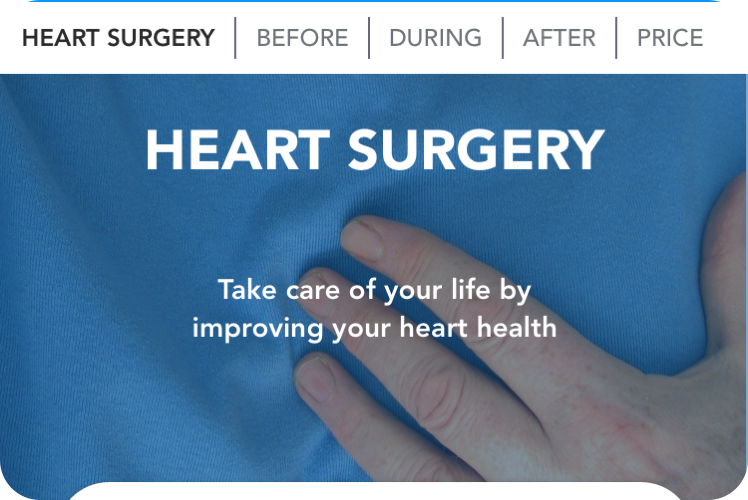 HEART SURGERY | BEFORE | DURING | AFTER | PRICE
HEART SURGERY
Take care of your life by
improving your heart health